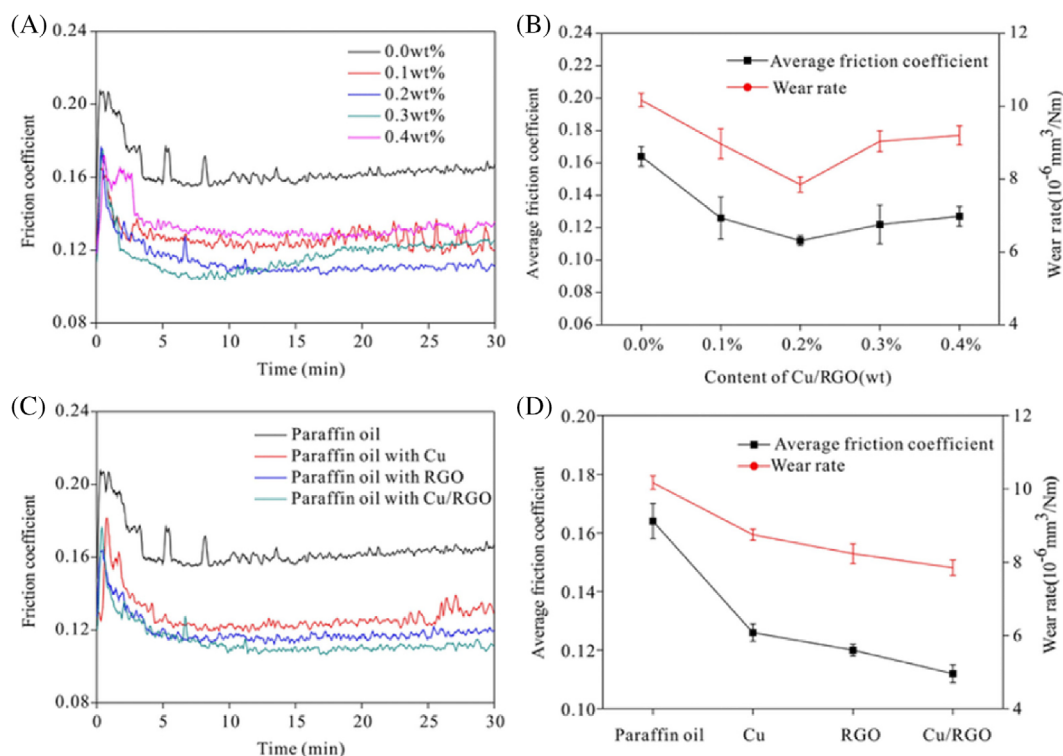 (A)
0.24
0.20
0.16
0.12
0.08
Friction coefficient
0.0wt%
0.1wt%
0.2wt%
0.3wt%
0.4wt%
0
5
10
15
20
25
30
Time (min)
(B)
0.24
0.22
0.20
0.18
0.16
0.14
0.12
0.10
0.08
0.06
Average friction coefficient
Average friction coefficient
Wear rate
12
10
8
6
4
Wear rate(10-6mm3/Nm)
0.0%
0.1%
0.2%
0.3%
0.4%
Content of Cu/RGO(wt)
(C)
0.24
0.20
0.16
0.12
0.08
Friction coefficient
Paraffin oil
Paraffin oil with Cu
Paraffin oil with RGO
Paraffin oil with Cu/RGO
0
5
10
15
20
25
30
Time (min)
(D)
0.20
0.18
0.16
0.14
0.12
0.10
Average friction coefficient
Average friction coefficient
Wear rate
12
10
8
6
4
Wear rate(10-6mm3/Nm)
Paraffin oil
Cu
RGO
Cu/RGO